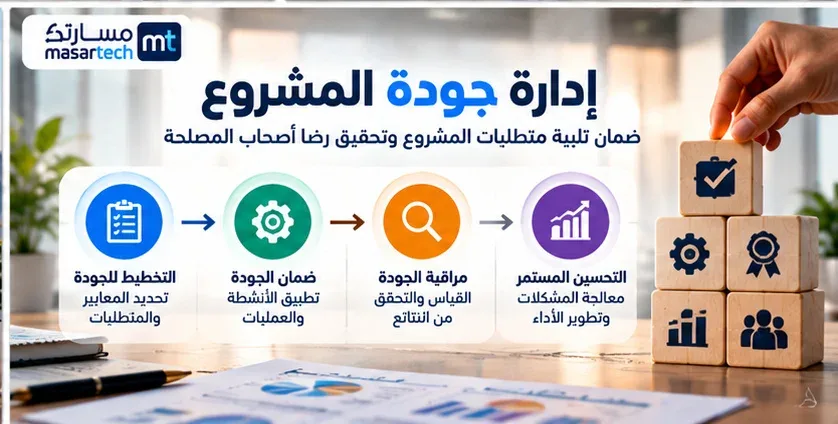 مسارتك
masartech
mt
إدارة جودة المشروع
ضمان تلبية متطلبات المشروع وتحقيق رضا أصحاب المصلحة
التخطيط للجودة
تحديد المعايير
والمتطلبات
ضمان الجودة
تطبيق الأنشطة
والعمليات
مراقبة الجودة
القياس والتحقق
من انتتاتع
التحسين المستمر
معالجة المشكلات
وتطوير الأداء